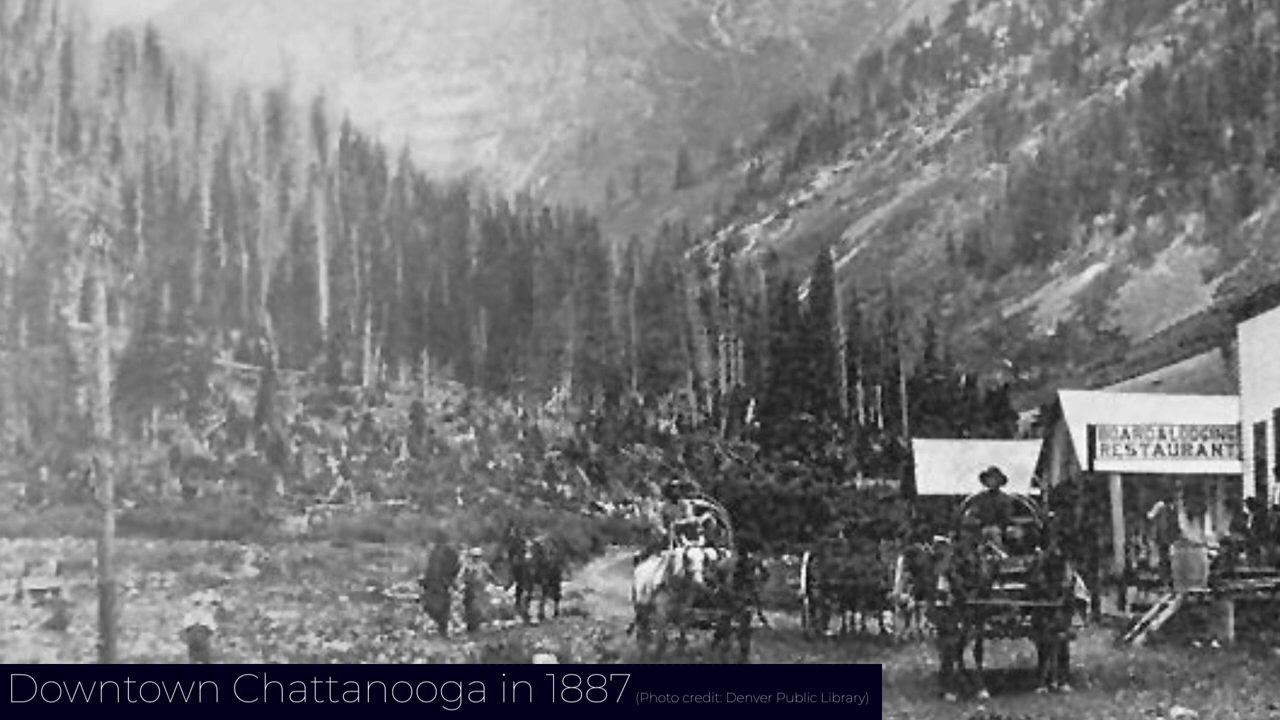 BOARD & LODGING
RESTAURANT
Downtown Chattanooga in 1887 (Photo credit: Denver Public Library)